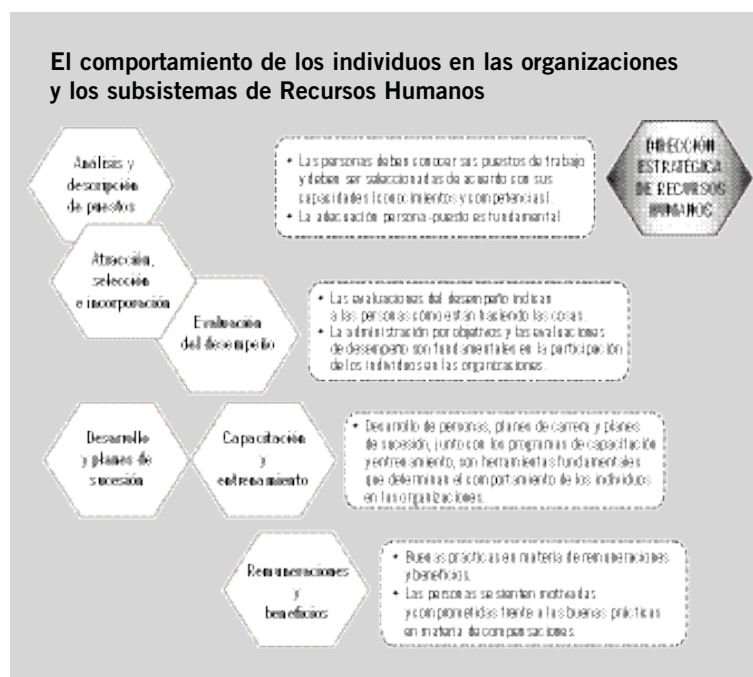 El comportamiento de los individuos en las organizaciones
y los subsistemas de Recursos Humanos
Análisis y
descripción
de puestos
• Las personas deben conocer sus puestos de trabajo
y deben ser seleccionadas de acuerdo con sus
capacidades (conocimientos y competencias).
• La adecuación persona-puesto es fundamental
DIRECCIÓN
ESTRATÉGICA
DE RECURSOS
HUMANOS
Atracción,
selección
e incorporación
Evaluación
del desempeño
• Las evaluaciones del desempeño indican
a las personas cómo están haciendo las cosas.
• La administración por objetivos y las evaluaciones
de desempeño son fundamentales en la participación
de los individuos en las organizaciones.
Desarrollo
y planes de
sucesión
Capacitación
y
entrenamiento
• Desarrollo de personas, planes de carrera y planes
de sucesión, junto con los programas de capacitación
y entrenamiento, son herramientas fundamentales
que determinan el comportamiento de los individuos
en las organizaciones.
Remuneraciones
y
beneficios
• Buenas prácticas en materia de remuneraciones
y beneficios.
• Las personas se sienten motivadas
y comprometidas frente a las buenas prácticas
en materia de compensaciones.